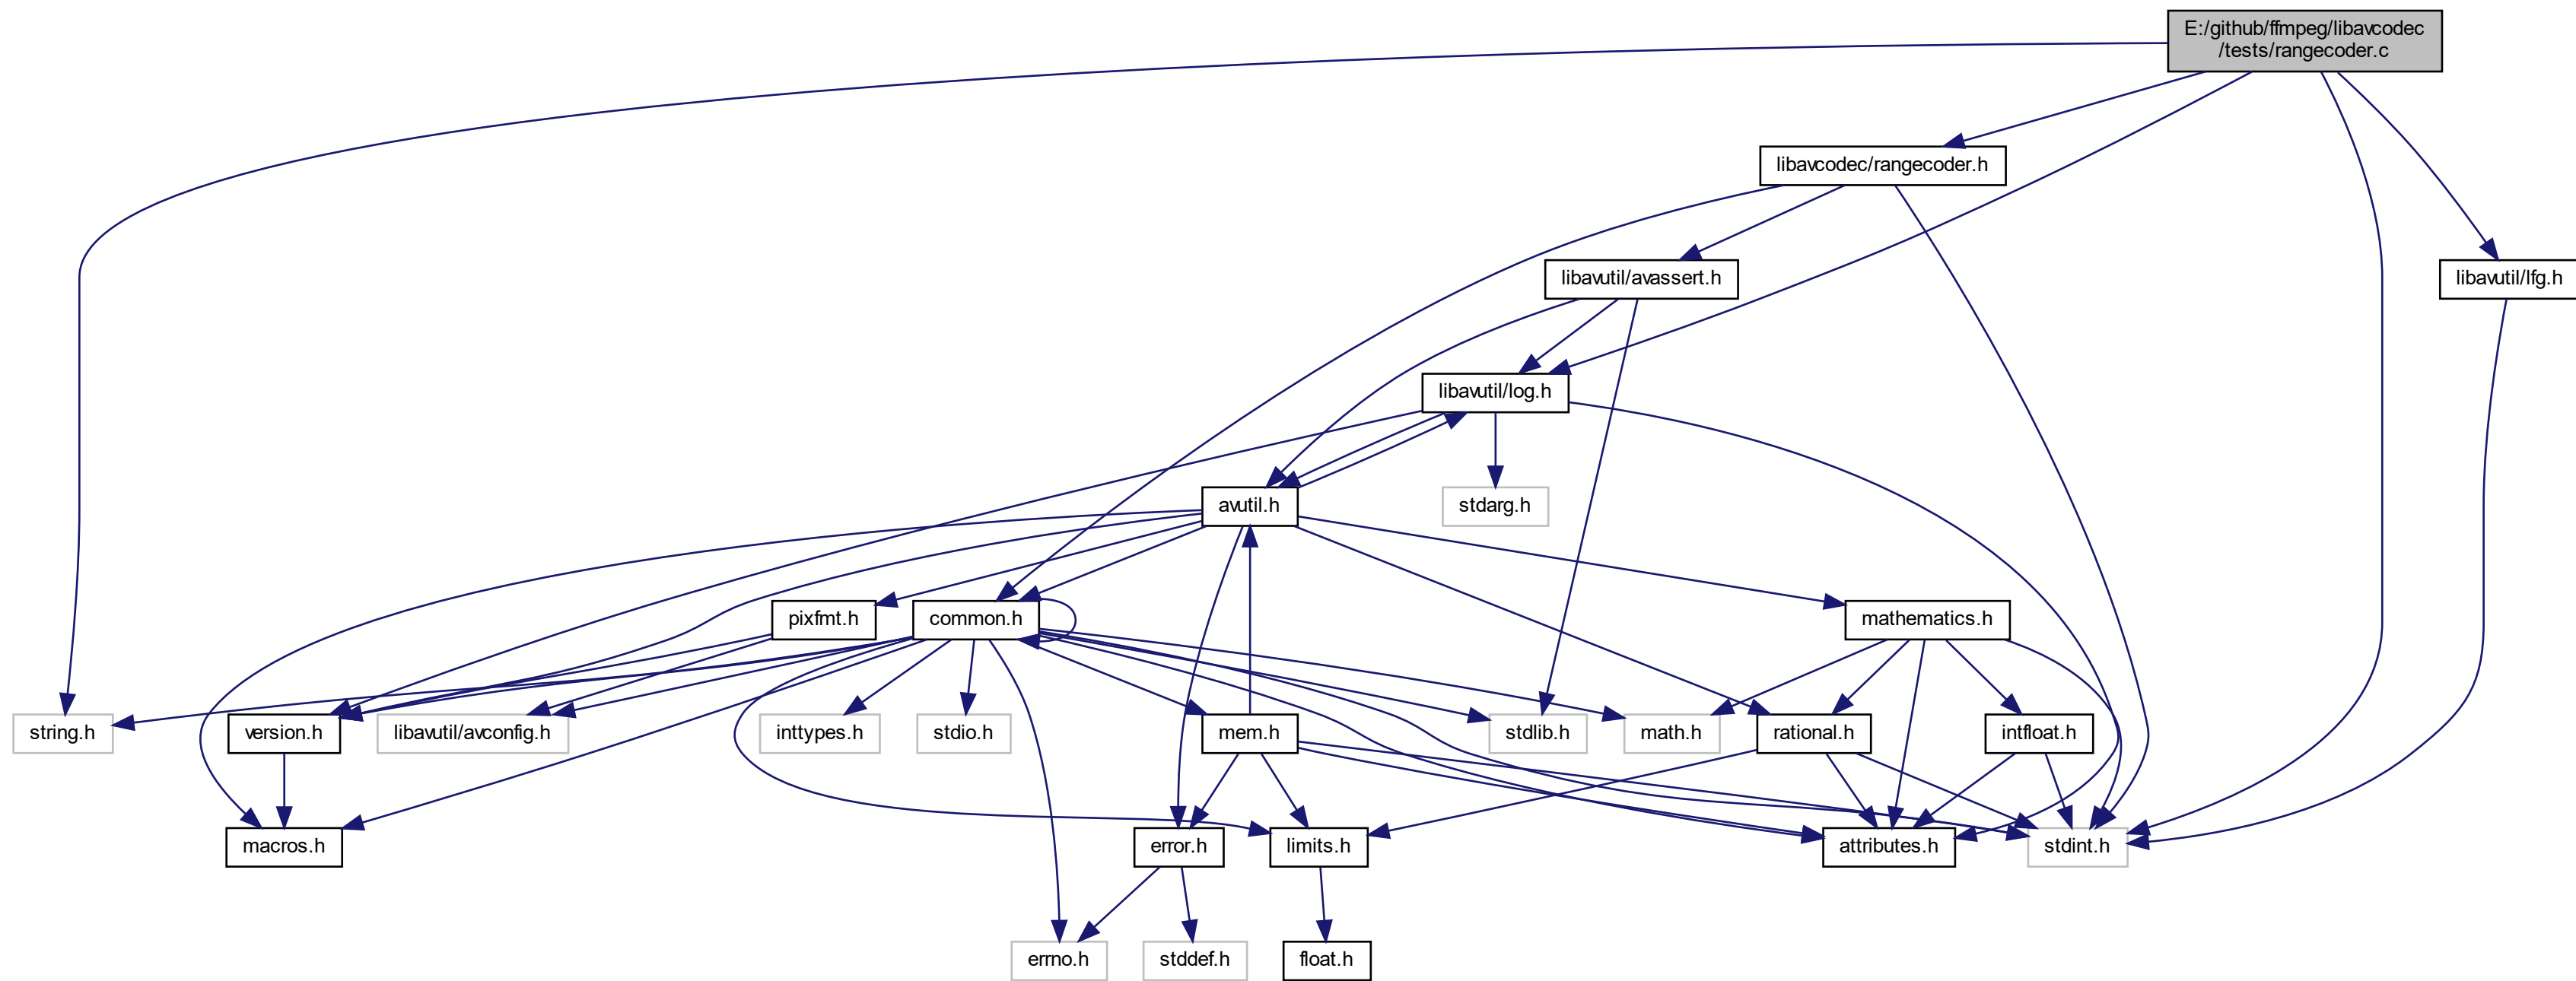 E:/github/ffmpeg/libavcodec
/tests/rangecoder.c
libavcodec/rangecoder.h
libavutil/avassert.h
libavutil/lfg.h
libavutil/log.h
avutil.h
stdarg.h
pixfmt.h
common.h
mathematics.h
string.h
version.h
libavutil/avconfig.h
inttypes.h
stdio.h
mem.h
stdlib.h
math.h
rational.h
intfloat.h
macros.h
error.h
limits.h
attributes.h
stdint.h
errno.h
stddef.h
float.h